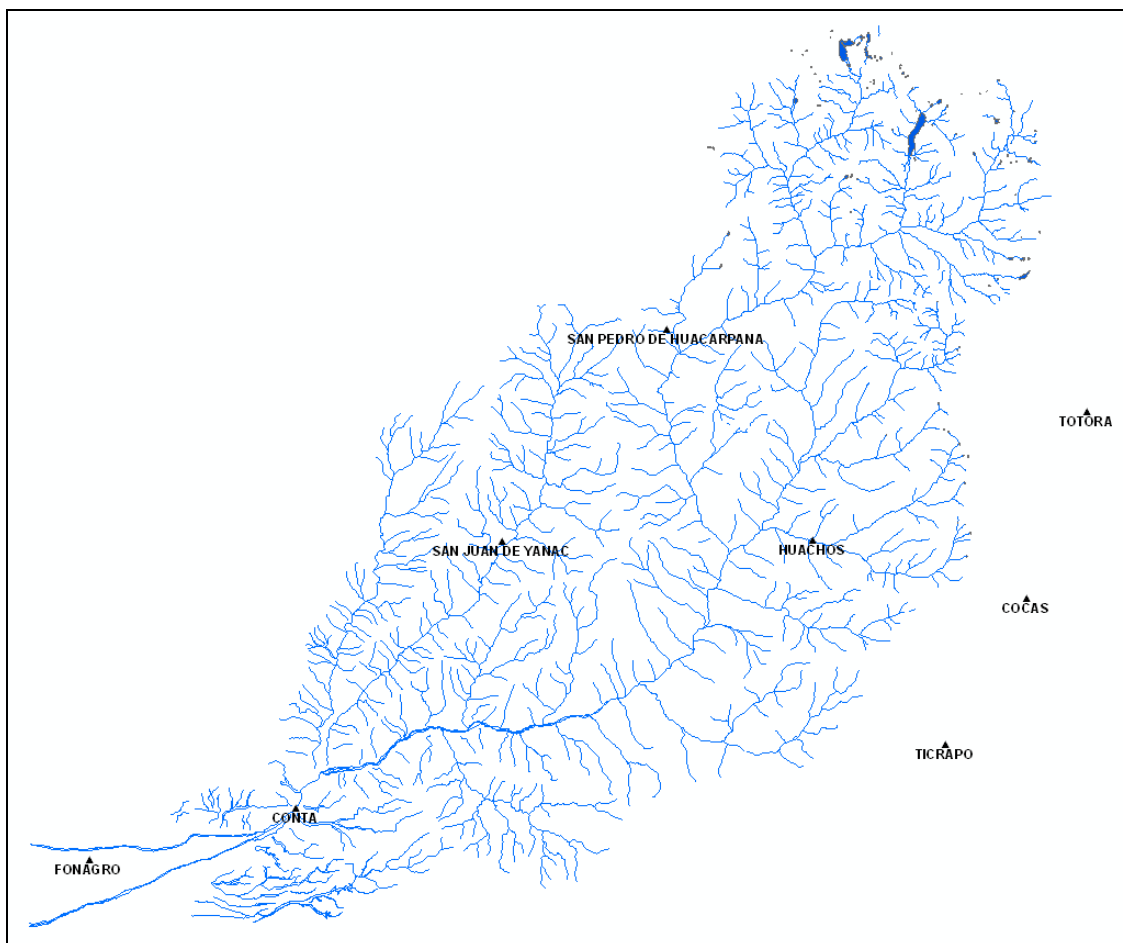 SAN PEDRO DE HUACARPANA
TOTORA
SAN JUAN DE YANAC
HUACHOS
COCAS
TICRAPO
CONTA
FONAGRO